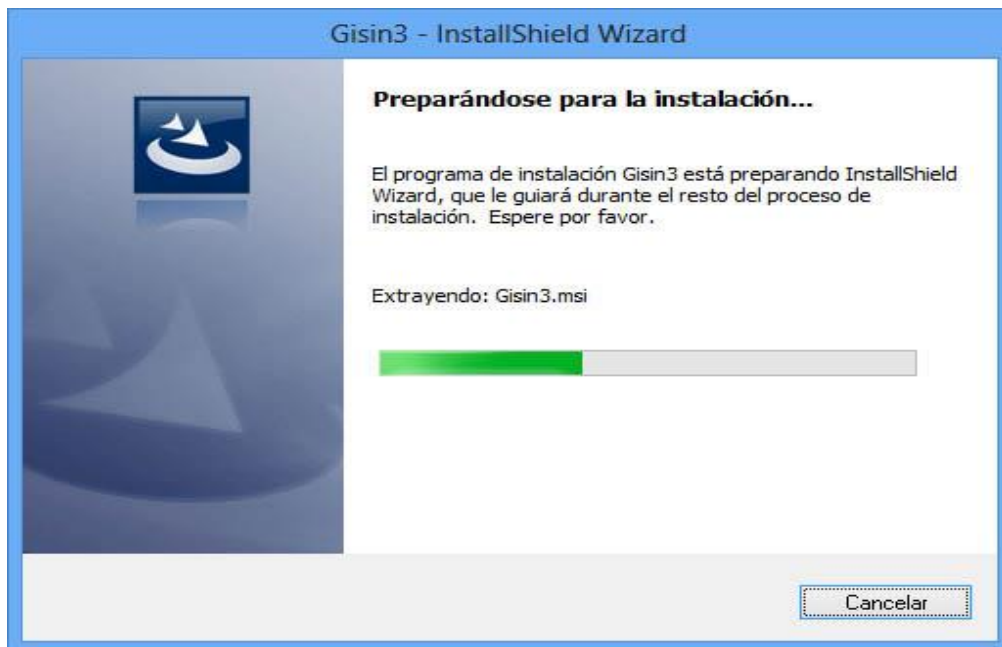 Gisin3 - InstallShield Wizard
Preparándose para la instalación...
El programa de instalación Gisin3 está preparando InstallShield
Wizard, que le guiará durante el resto del proceso de
instalación.  Espere por favor.
Extrayendo: Gisin3.msi
Cancelar